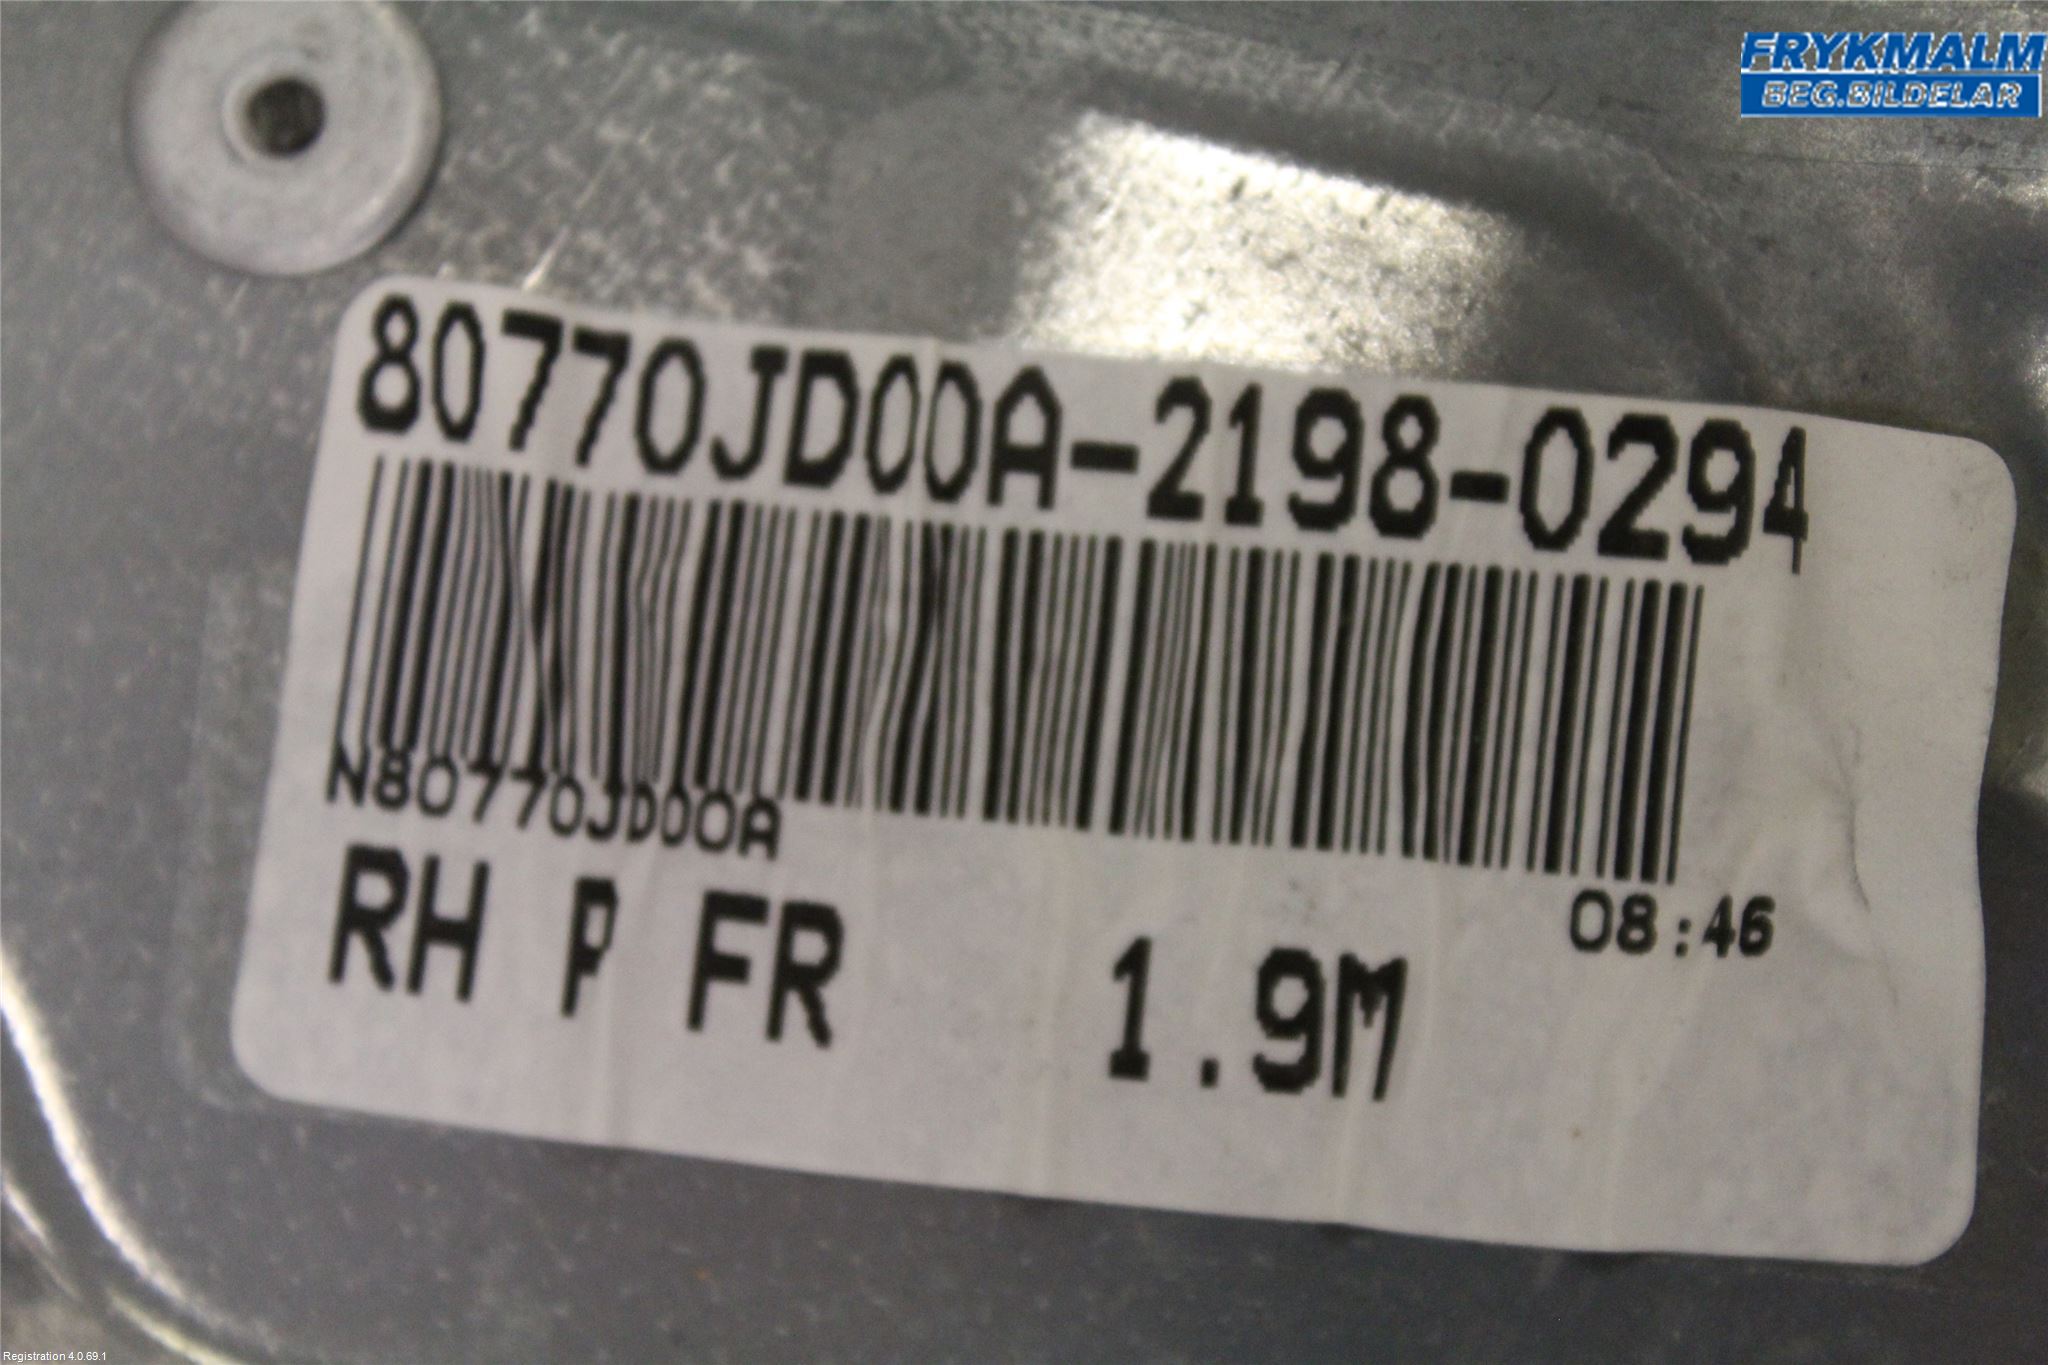 FRYKMALM
BEG.BILDELAR
80770JD00A-2198-0294
N80770JD00A
08:46
RH P FR 1.9M
Registration 4.0.69.1